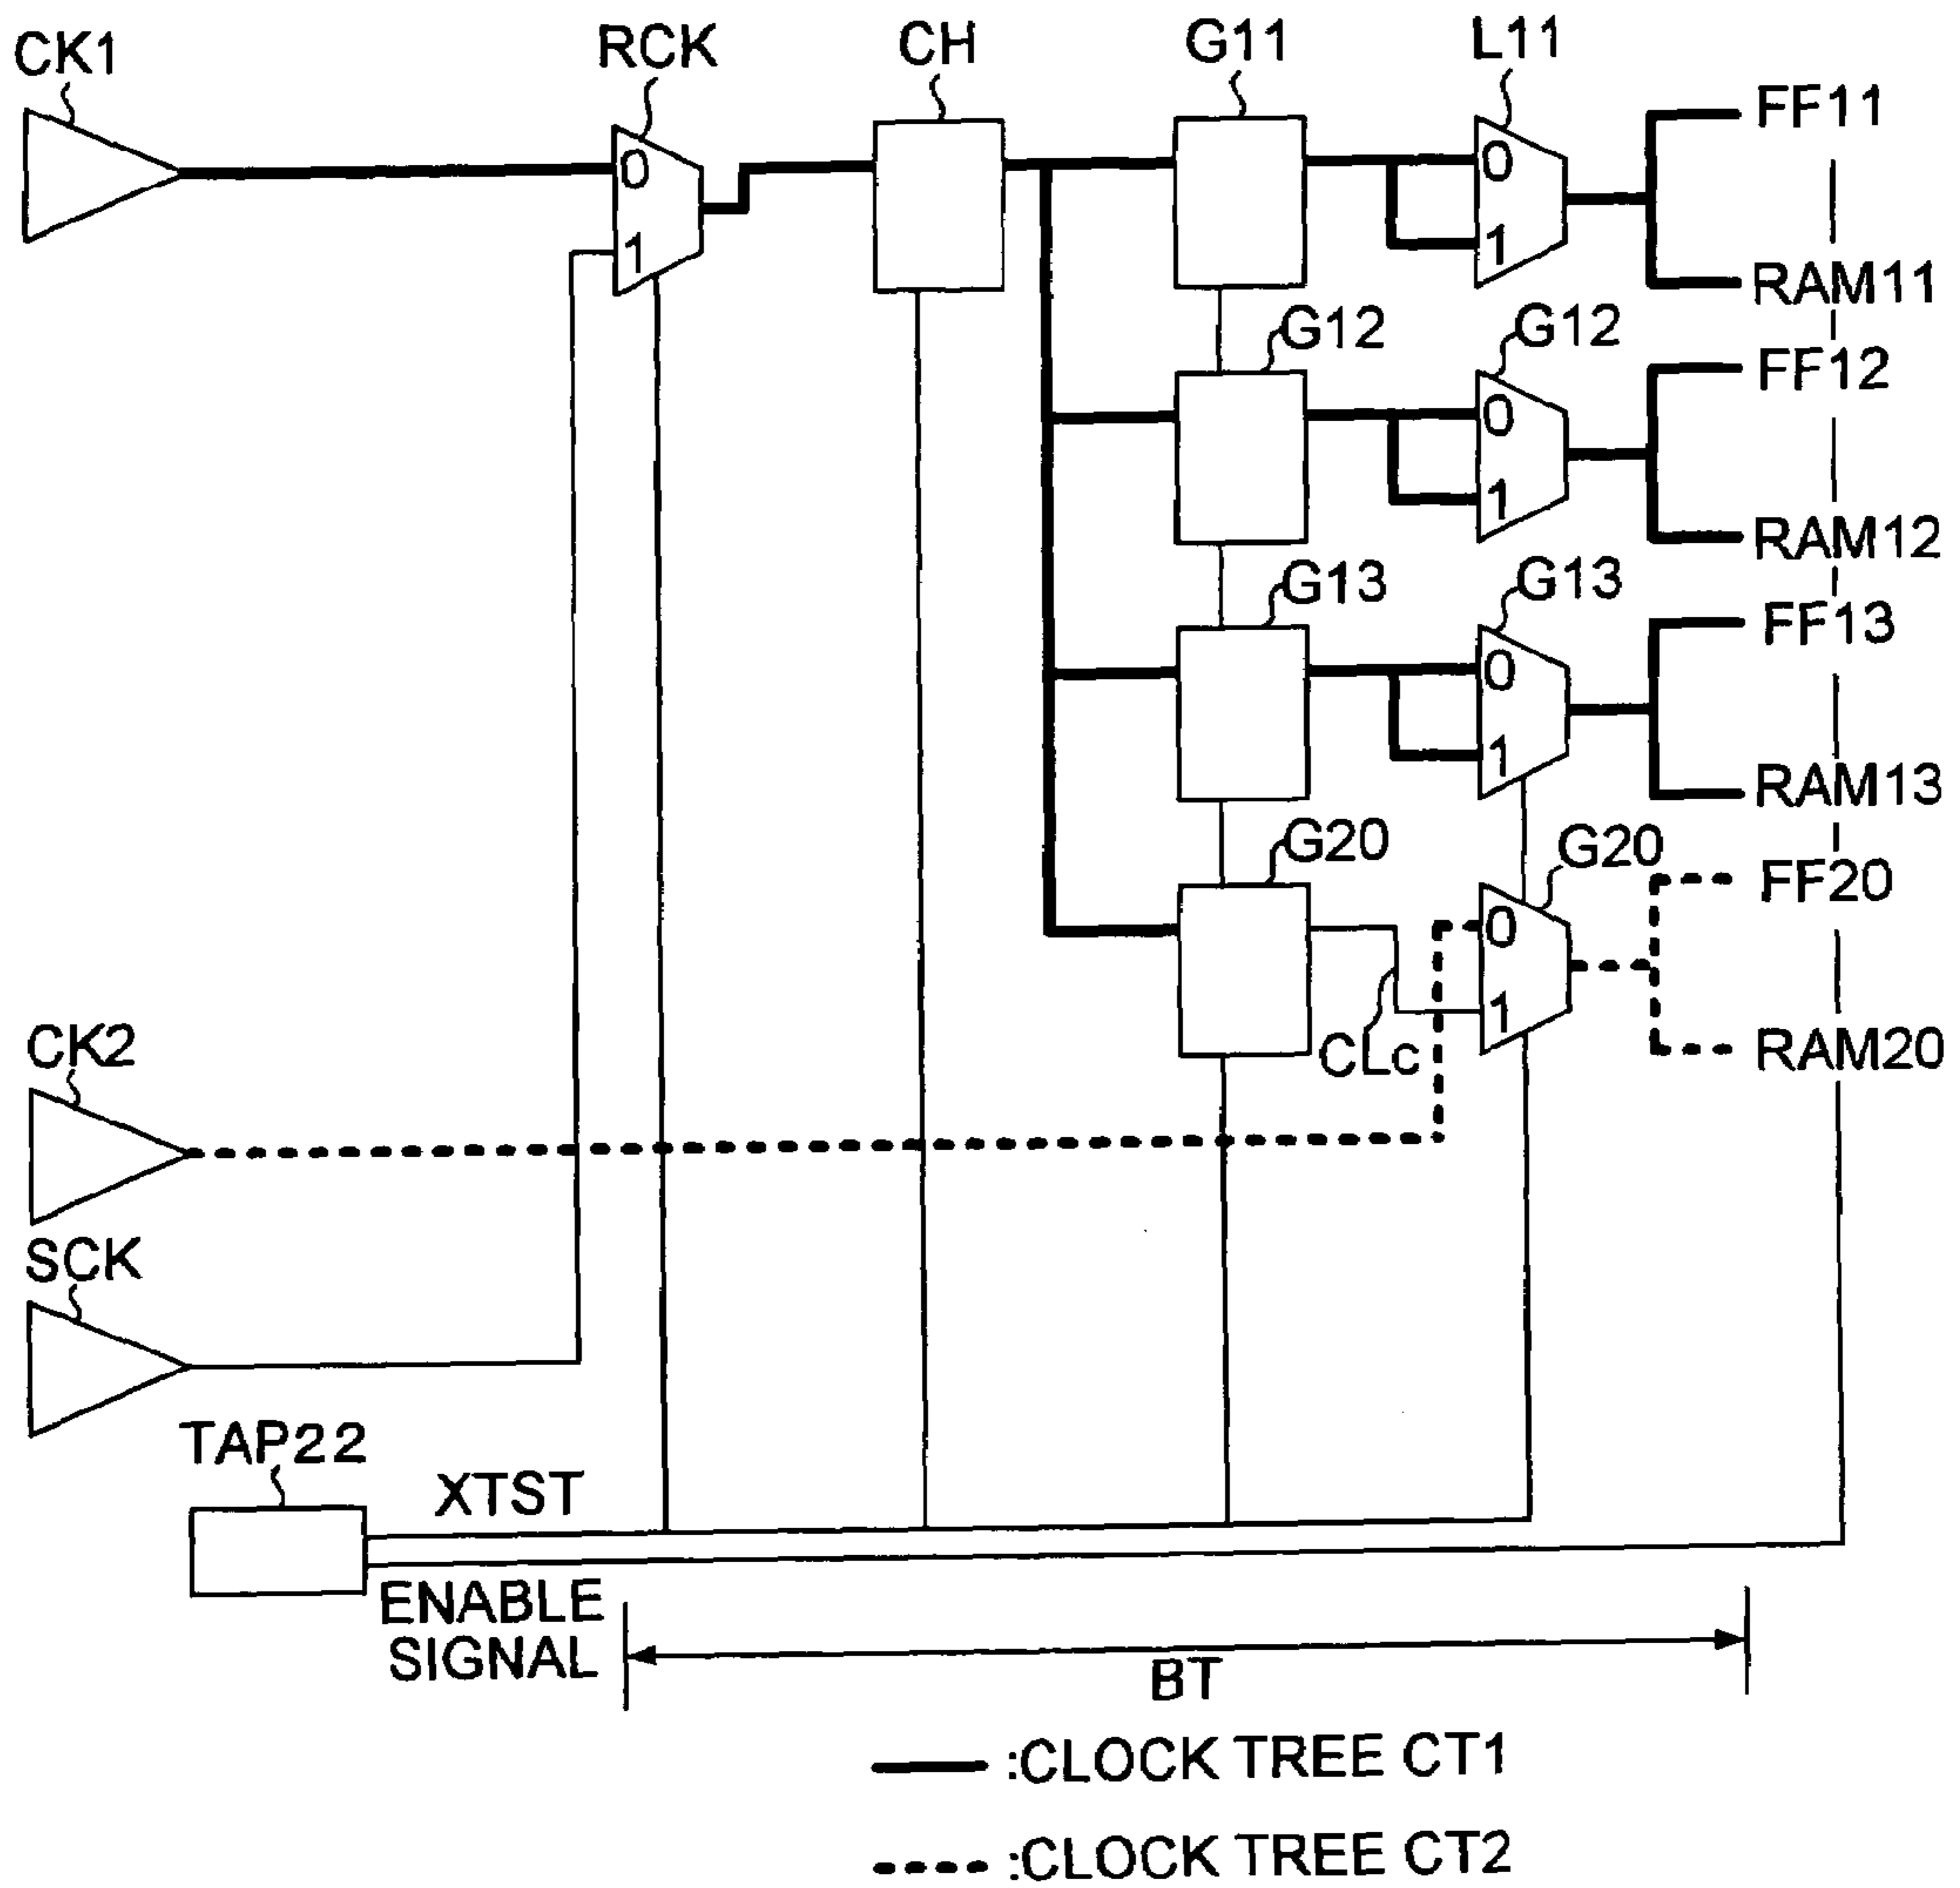 CK1
RCK
CH
G11
L11
0
1
0
1
FF11
RAM11
G12
G12
0
1
FF12
RAM12
G13
G13
0
1
FF13
RAM13
G20
G20
0
1
CLc
FF20
RAM20
CK2
SCK
TAP22
XTST
ENABLE
SIGNAL
BT
:CLOCK TREE CT1
:CLOCK TREE CT2